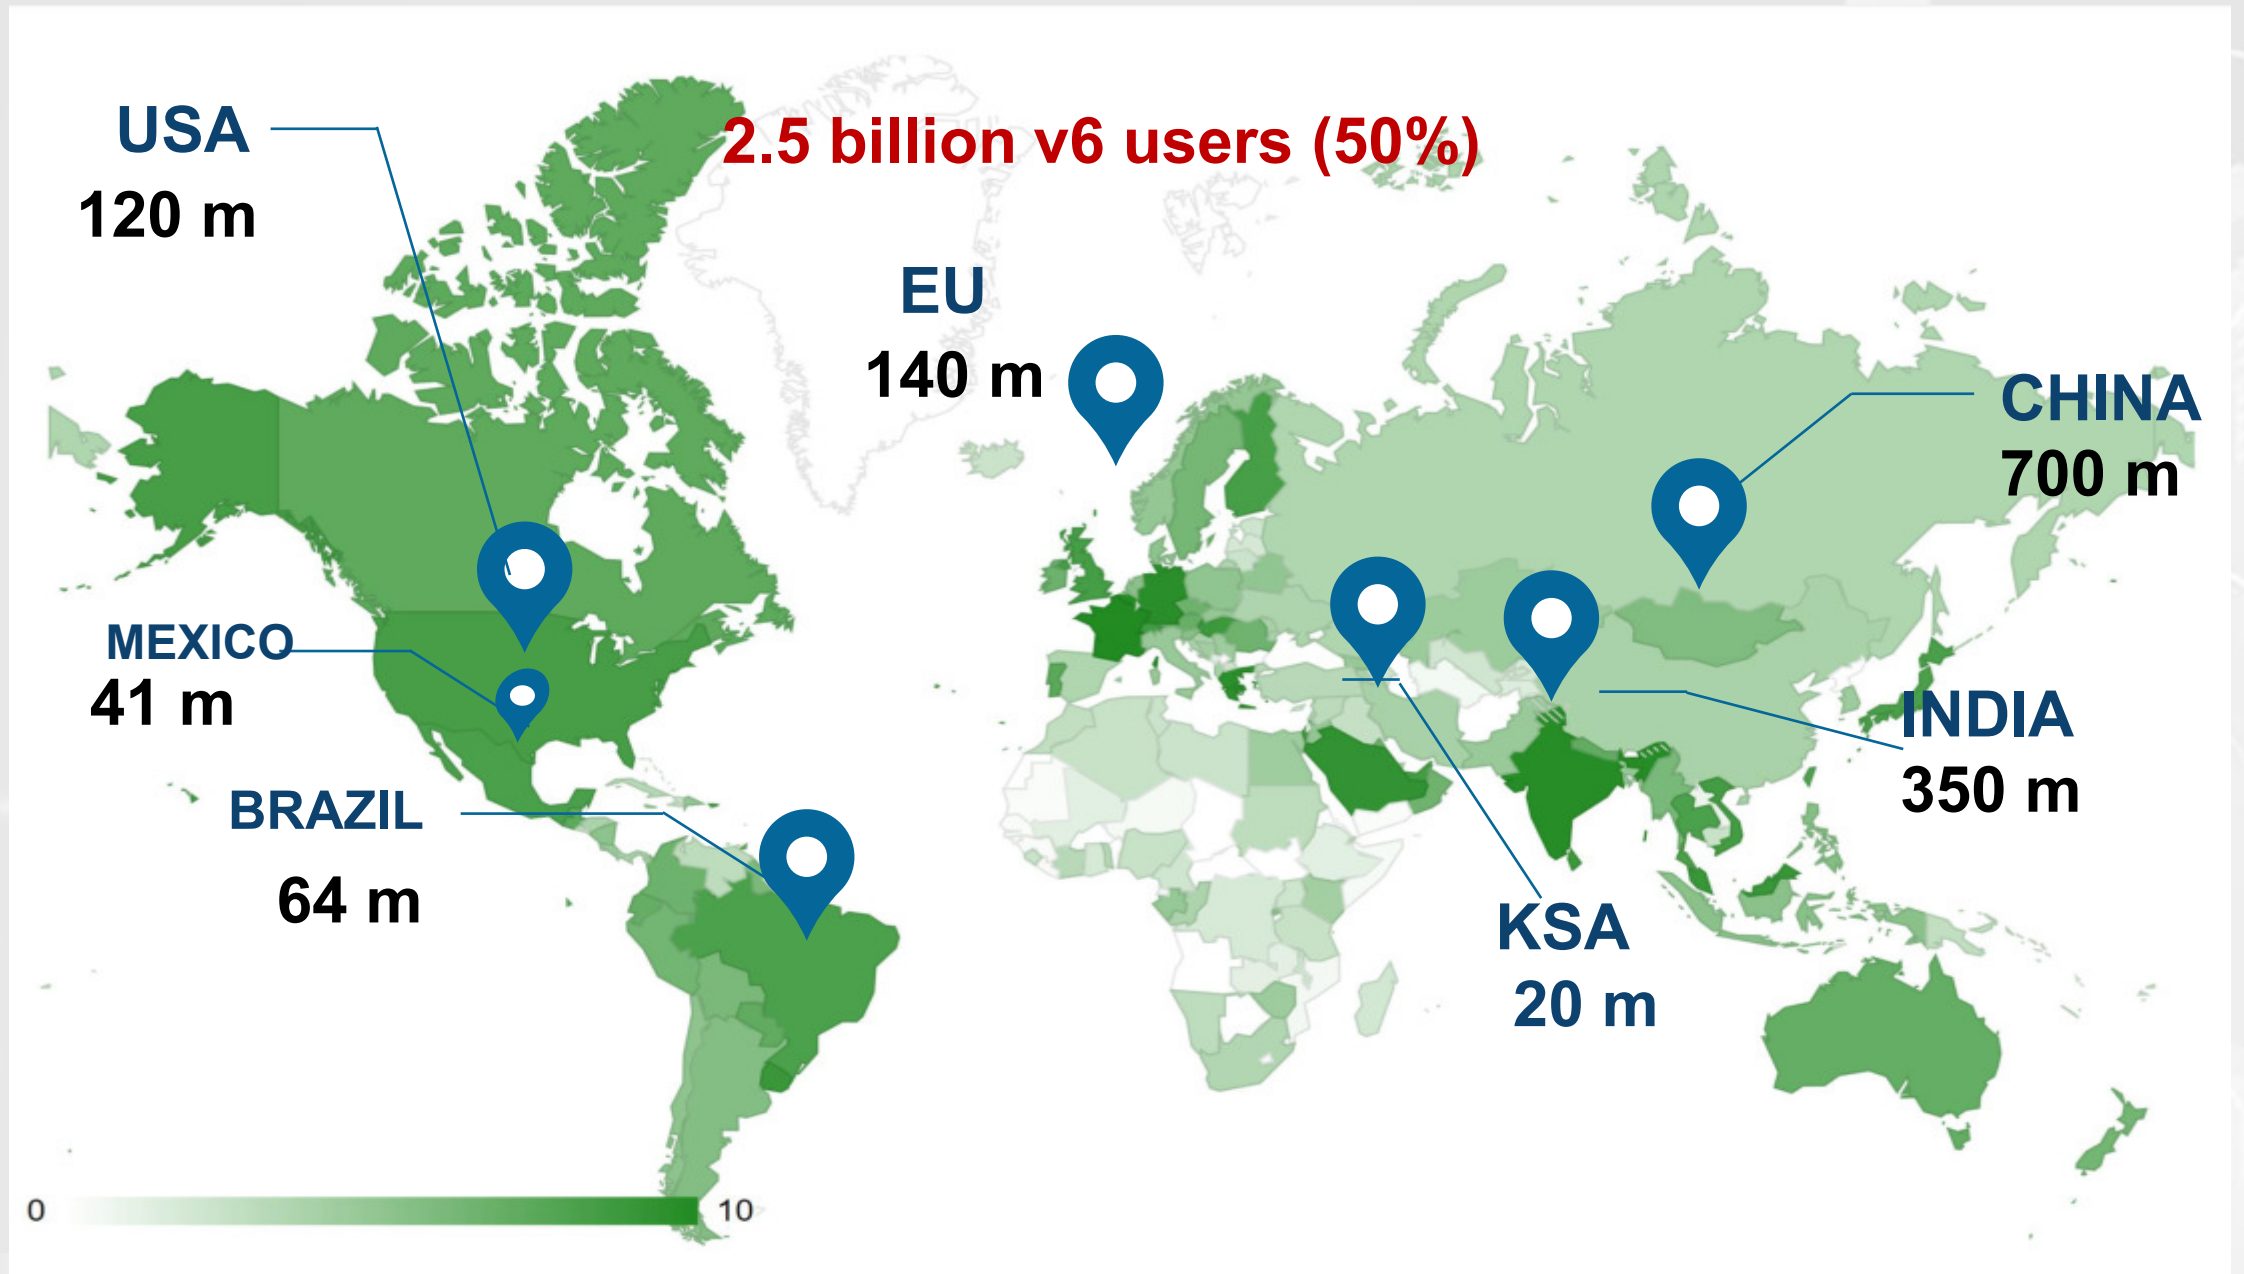 2.5 billion v6 users (50%)
USA
120 m
EU
140 m
CHINA
700 m
MEXICO
41 m
INDIA
350 m
BRAZIL
64 m
KSA
20 m
0
10